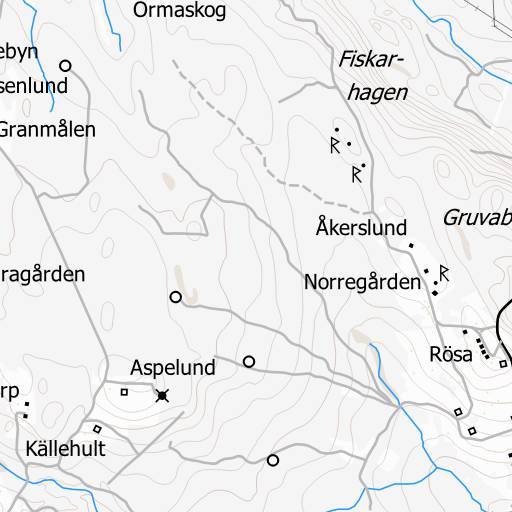 Ormaskog
ebyn
Fiskar-
hagen
senlund
Granmålen
R
R
Åkerslund
Gruvab
ragården
Norregården
R
Rösa
Aspelund
rp
Källehult